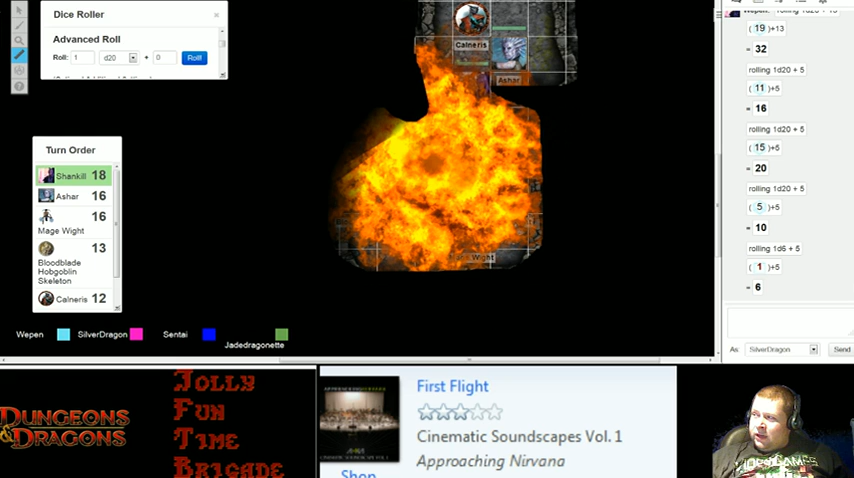 Dice Roller
×
Advanced Roll
Roll: 1 d20 + 0 Roll!
Turn Order
Shankill 18
Ashar 16
16
Mage Wight
13
Bloodblade
Hobgoblin
Skeleton
Calneris 12
Calneris
Ashar
Wight
Wepen
SilverDragon
Sentai
Jadedragonette
( 19 )+13
= 32
rolling 1d20 + 5
( 11 )+5
= 16
rolling 1d20 + 5
( 15 )+5
= 20
rolling 1d20 + 5
( 5 )+5
= 10
rolling 1d6 + 5
( 1 )+5
= 6
As: SilverDragon Send
DUNGEONS
& DRAGONS
JOLLY
FUN
TIME
BRIGADE
First Flight
Cinematic Soundscapes Vol. 1
Approaching Nirvana
Shop